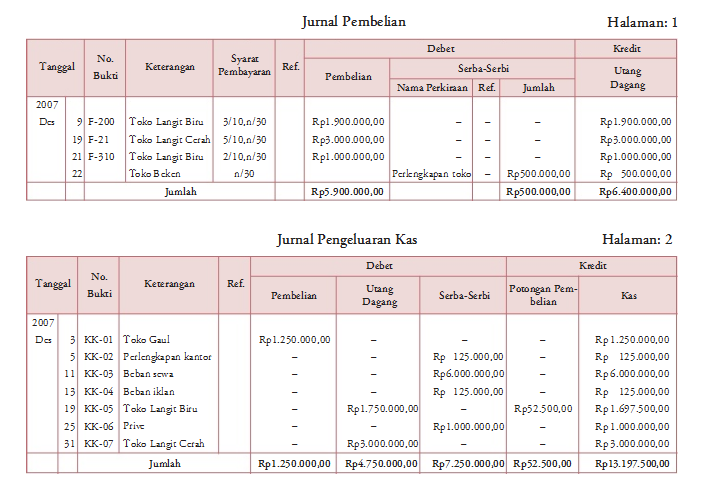 Jurnal Pembelian Halaman: 1
Tanggal No. Bukti Keterangan Syarat Pembayaran Ref. Debet Kredit
Pembelian Serba-Serbi Utang Dagang
Nama Perkiraan Ref. Jumlah
2007
Des 9 F-200 Toko Langit Biru 3/10,n/30 Rp1.900.000,00 – – – Rp1.900.000,00
19 F-21 Toko Langit Cerah 5/10,n/30 Rp3.000.000,00 – – – Rp3.000.000,00
21 F-310 Toko Langit Biru 2/10,n/30 Rp1.000.000,00 – – – Rp1.000.000,00
22 Toko Beken n/30 Perlengkapan toko – Rp500.000,00 Rp 500.000,00
Jumlah Rp5.900.000,00 Rp500.000,00 Rp6.400.000,00
Jurnal Pengeluaran Kas Halaman: 2
Tanggal No. Bukti Keterangan Ref. Debet Kredit
Pembelian Utang Dagang Serba-Serbi Potongan Pem-belian Kas
2007
Des 3 KK-01 Toko Gaul Rp1.250.000,00 – – – Rp1.250.000,00
5 KK-02 Perlengkapan kantor – – Rp 125.000,00 – Rp 125.000,00
11 KK-03 Beban sewa – – Rp6.000.000,00 – Rp6.000.000,00
13 KK-04 Beban iklan – – Rp 125.000,00 – Rp 125.000,00
19 KK-05 Toko Langit Biru – Rp1.750.000,00 – Rp52.500,00 Rp1.697.500,00
25 KK-06 Prive – – Rp1.000.000,00 – Rp1.000.000,00
31 KK-07 Toko Langit Cerah – Rp3.000.000,00 – – Rp3.000.000,00
Jumlah Rp1.250.000,00 Rp4.750.000,00 Rp7.250.000,00 Rp52.500,00 Rp13.197.500,00